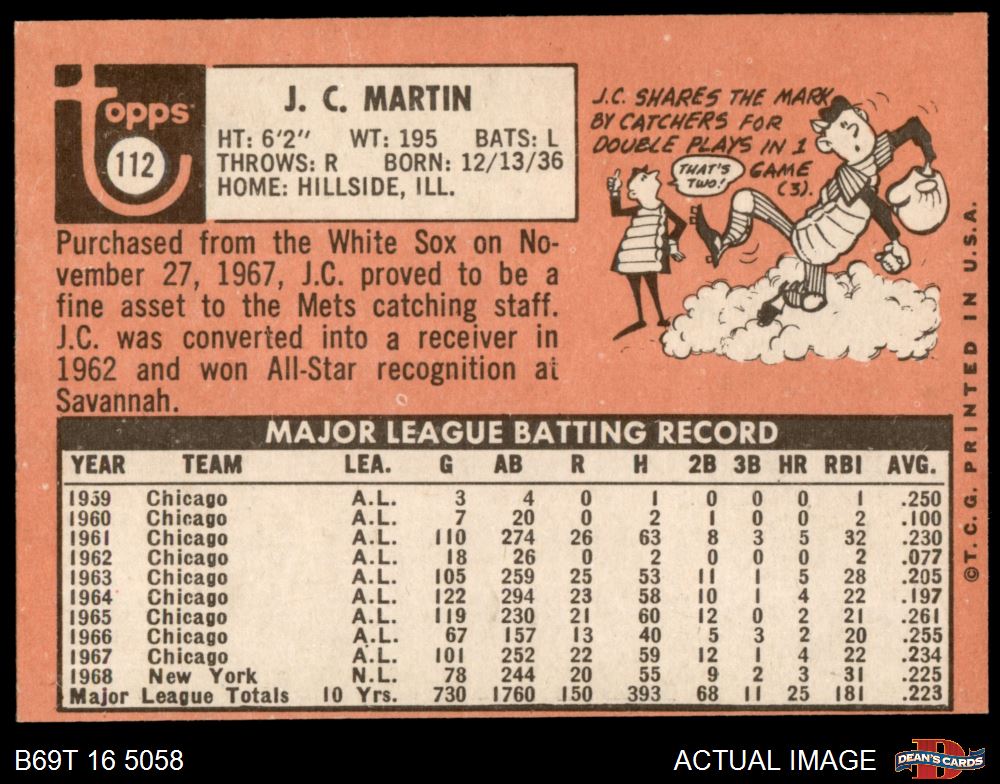 Topps
112
J. C. MARTIN
HT: 6'2" WT: 195 BATS: L
THROWS: R BORN: 12/13/36
HOME: HILLSIDE, ILL.
Purchased from the White Sox on No-
vember 27, 1967, J.C. proved to be a
fine asset to the Mets catching staff.
J.C. was converted into a receiver in
1962 and won All-Star recognition at
Savannah.
J.C. SHARES THE MARK
BY CATCHERS FOR
DOUBLE PLAYS IN 1
GAME
(3).
THAT'S
TWO!
MAJOR LEAGUE BATTING RECORD
YEAR TEAM LEA. G AB R H 2B 3B HR RBI AVG.
1959 Chicago A.L. 3 4 0 1 0 0 0 1 .250
1960 Chicago A.L. 7 20 0 2 1 0 0 2 .100
1961 Chicago A.L. 110 274 26 63 8 3 5 32 .230
1962 Chicago A.L. 18 26 0 2 0 0 0 2 .077
1963 Chicago A.L. 105 259 25 53 11 1 5 28 .205
1964 Chicago A.L. 122 294 23 58 10 1 4 22 .197
1965 Chicago A.L. 119 230 21 60 12 0 2 21 .261
1966 Chicago A.L. 67 157 13 40 5 3 2 20 .255
1967 Chicago A.L. 101 252 22 59 12 1 4 22 .234
1968 New York N.L. 78 244 20 55 9 2 3 31 .225
Major League Totals 10 Yrs. 730 1760 150 393 68 11 25 181 .223
©T.C.G. PRINTED IN U.S.A.
B69T 16 5058
ACTUAL IMAGE
D
DEAN'S CARDS